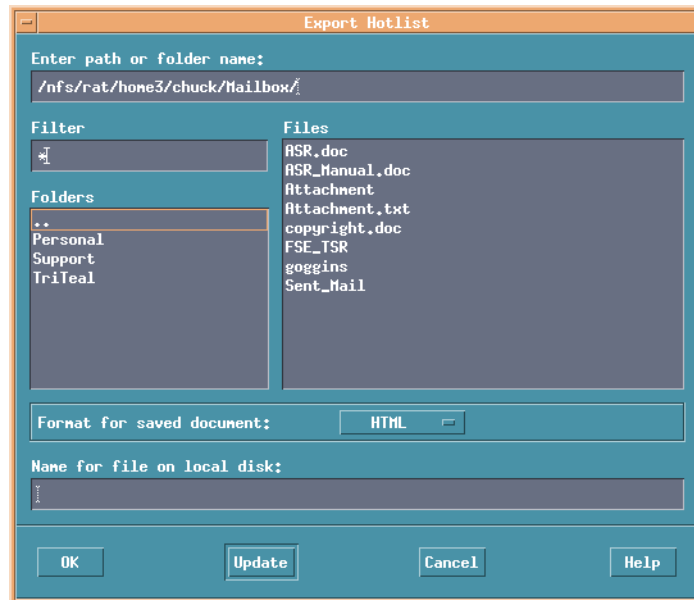 Export Hotlist
Enter path or folder name:
/nfs/rat/home3/chuck/Mailbox/
Filter
*
Folders
..
Personal
Support
TriTeal
Files
ASR.doc
ASR_Manual.doc
Attachment
Attachment.txt
copyright.doc
FSE_TSR
goggins
Sent_Mail
Format for saved document: HTML
Name for file on local disk:
OK Update Cancel Help